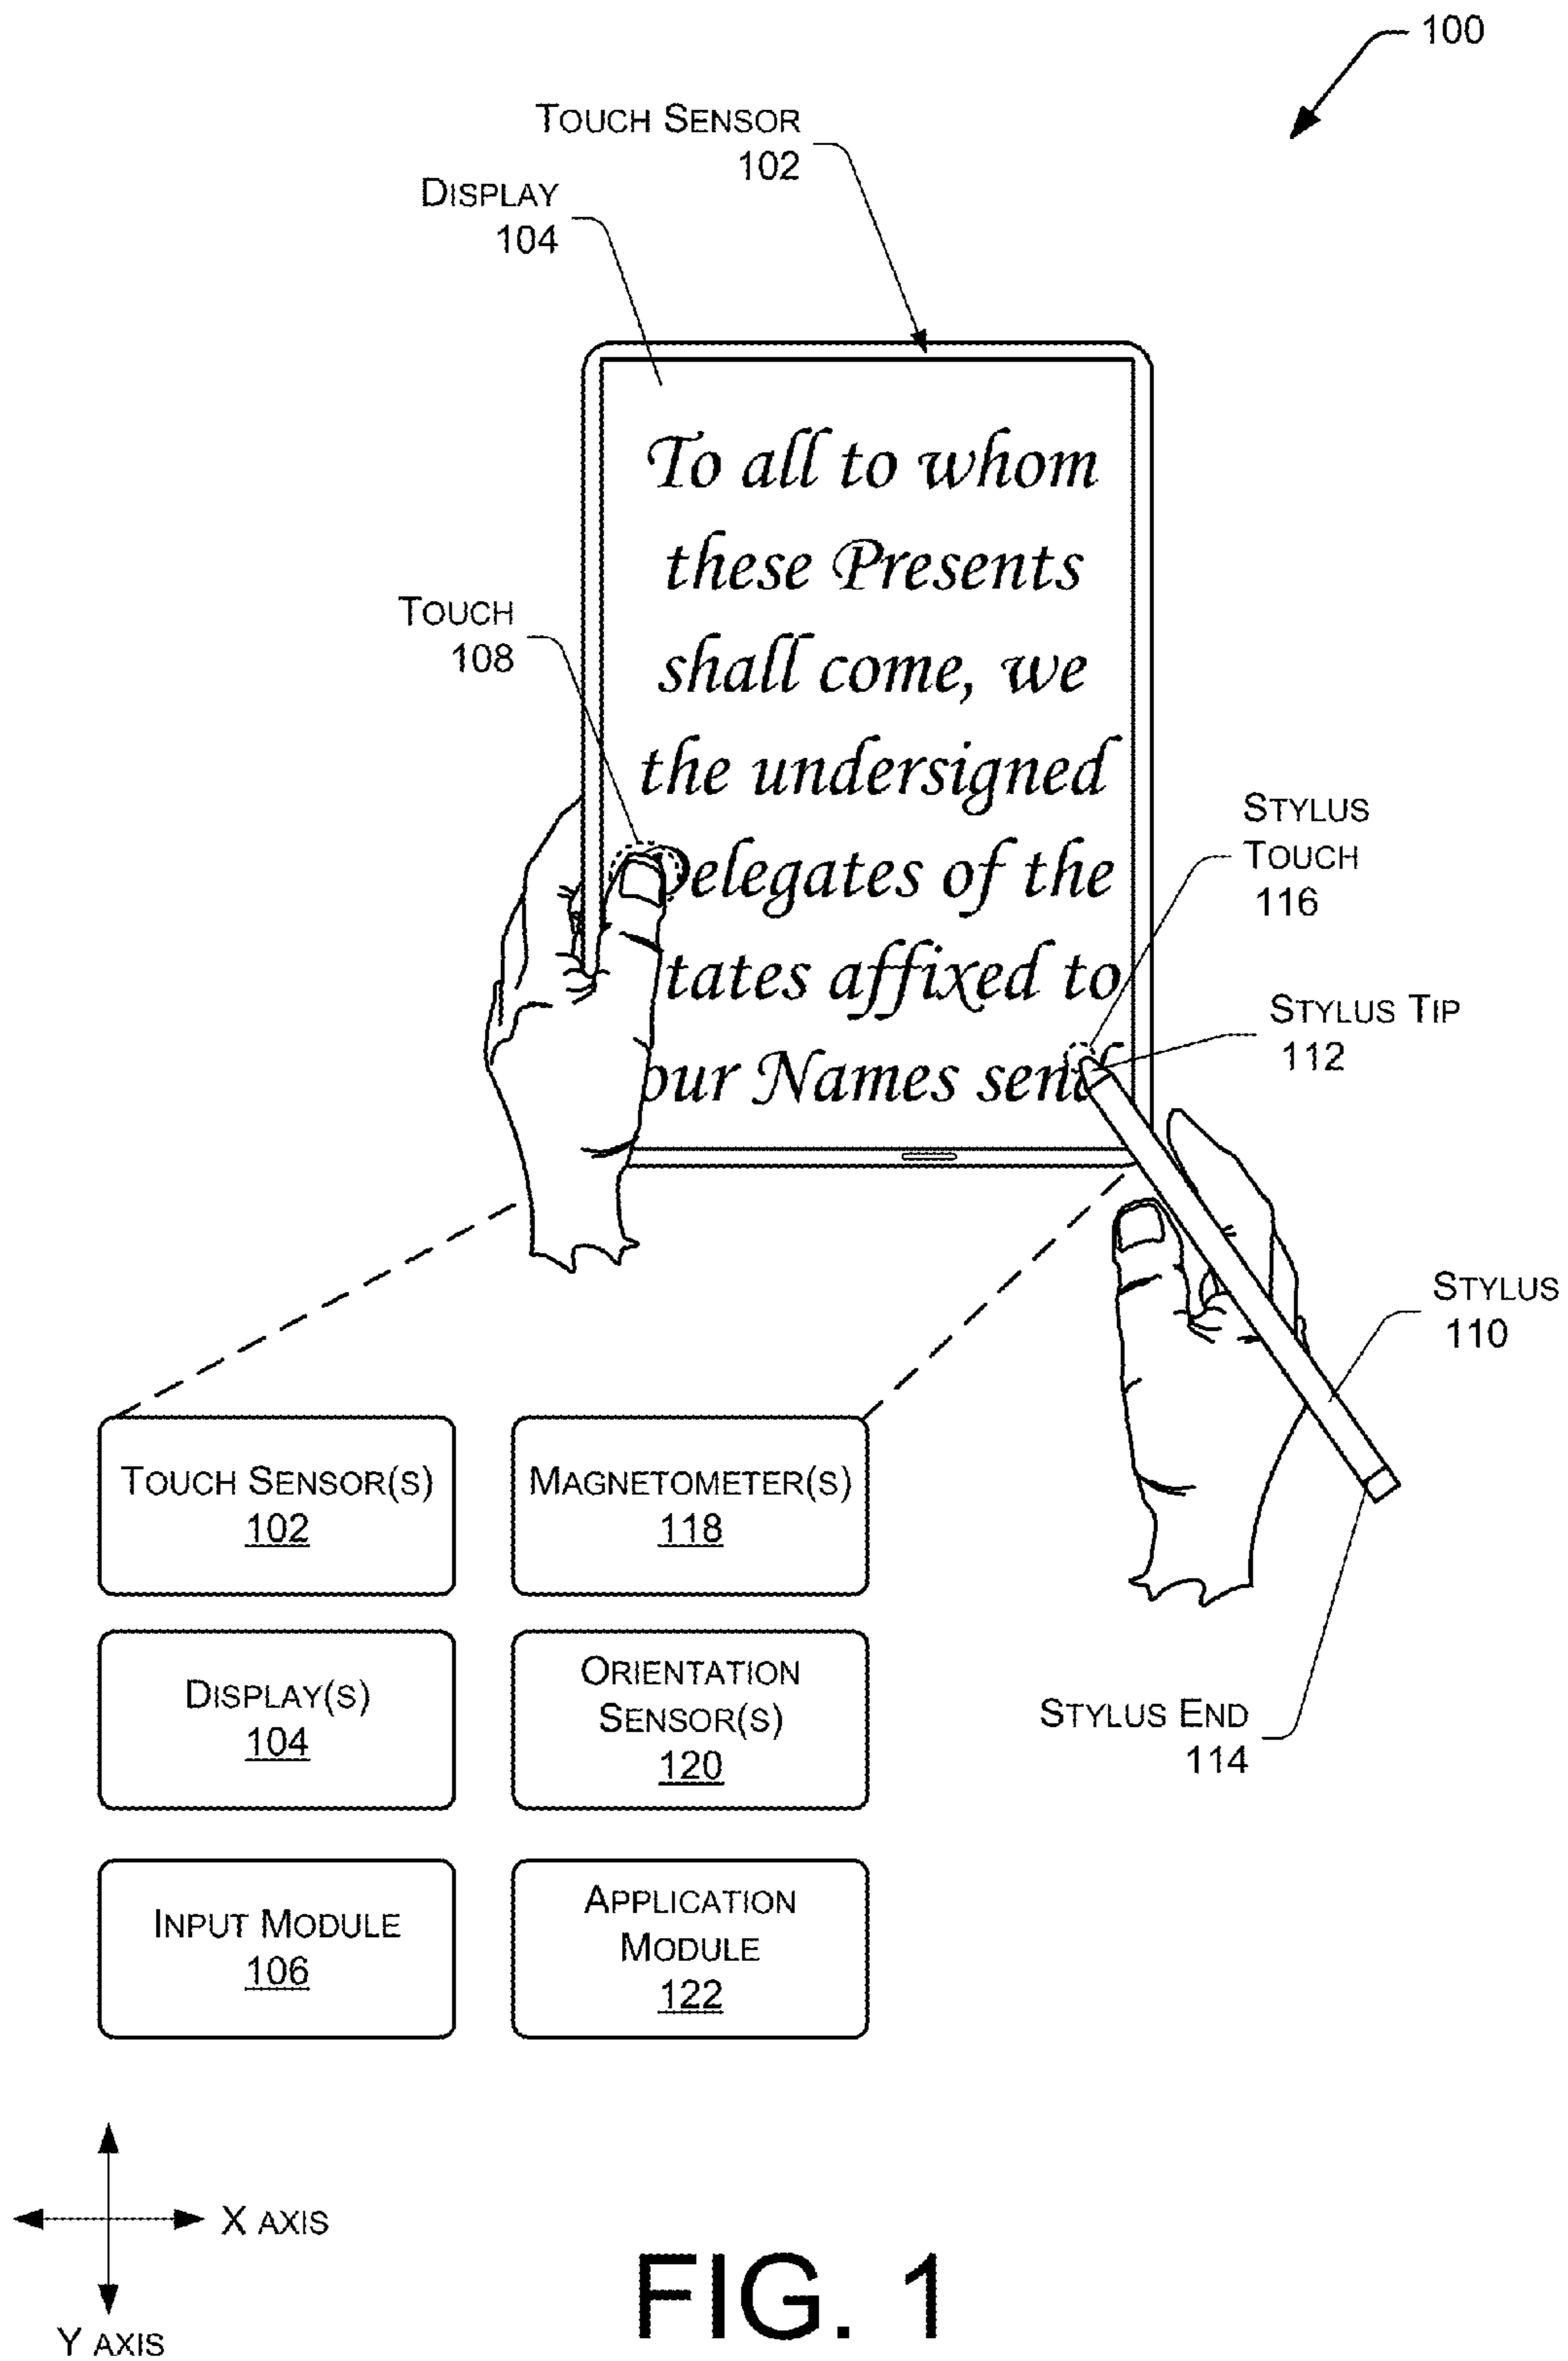 100
TOUCH SENSOR
102
DISPLAY
104
To all to whom
these Presents
shall come, we
the undersigned
Delegates of the
tates affixed to
our Names send
TOUCH
108
STYLUS
TOUCH
116
STYLUS TIP
112
STYLUS
110
STYLUS END
114
TOUCH SENSOR(S)
102
MAGNETOMETER(S)
118
DISPLAY(S)
104
ORIENTATION
SENSOR(S)
120
INPUT MODULE
106
APPLICATION
MODULE
122
X AXIS
Y AXIS
FIG. 1